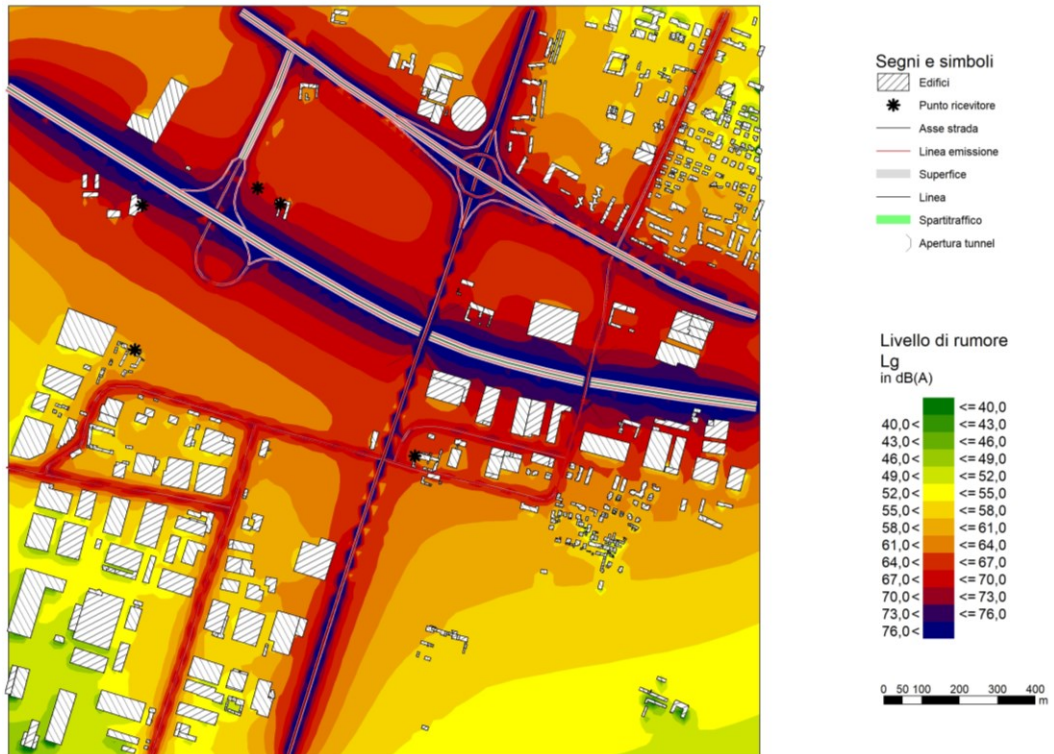 Segni e simboli
Edifici
Punto ricevitore
Asse strada
Linea emissione
Superfice
Linea
Spartitraffico
Apertura tunnel
Livello di rumore
Lg
in dB(A)
<= 40,0
40,0 < <= 43,0
43,0 < <= 46,0
46,0 < <= 49,0
49,0 < <= 52,0
52,0 < <= 55,0
55,0 < <= 58,0
58,0 < <= 61,0
61,0 < <= 64,0
64,0 < <= 67,0
67,0 < <= 70,0
70,0 < <= 73,0
73,0 < <= 76,0
76,0 <
0 50 100 200 300 400
m